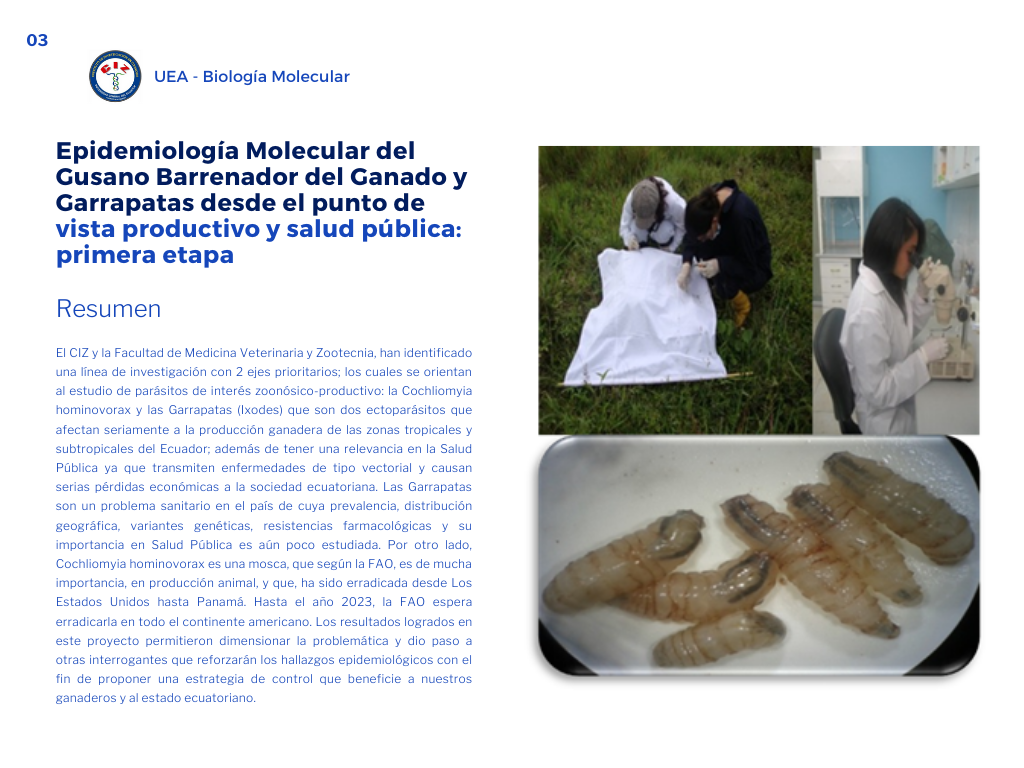 03
UEA - Biología Molecular
Epidemiología Molecular del
Gusano Barrenador del Ganado y
Garrapatas desde el punto de
vista productivo y salud pública:
primera etapa
Resumen
El CIZ y la Facultad de Medicina Veterinaria y Zootecnia, han identificado
una línea de investigación con 2 ejes prioritarios; los cuales se orientan
al estudio de parásitos de interés zoonósico-productivo: la Cochliomyia
hominovorax y las Garrapatas (Ixodes) que son dos ectoparásitos que
afectan seriamente a la producción ganadera de las zonas tropicales y
subtropicales del Ecuador; además de tener una relevancia en la Salud
Pública ya que transmiten enfermedades de tipo vectorial y causan
serias pérdidas económicas a la sociedad ecuatoriana. Las Garrapatas
son un problema sanitario en el país de cuya prevalencia, distribución
geográfica, variantes genéticas, resistencias farmacológicas y su
importancia en Salud Pública es aún poco estudiada. Por otro lado,
Cochliomyia hominovorax es una mosca, que según la FAO, es de mucha
importancia, en producción animal, y que, ha sido erradicada desde Los
Estados Unidos hasta Panamá. Hasta el año 2023, la FAO espera
erradicarla en todo el continente americano. Los resultados logrados en
este proyecto permitieron dimensionar la problemática y dio paso a
otras interrogantes que reforzarán los hallazgos epidemiológicos con el
fin de proponer una estrategia de control que beneficie a nuestros
ganaderos y al estado ecuatoriano.